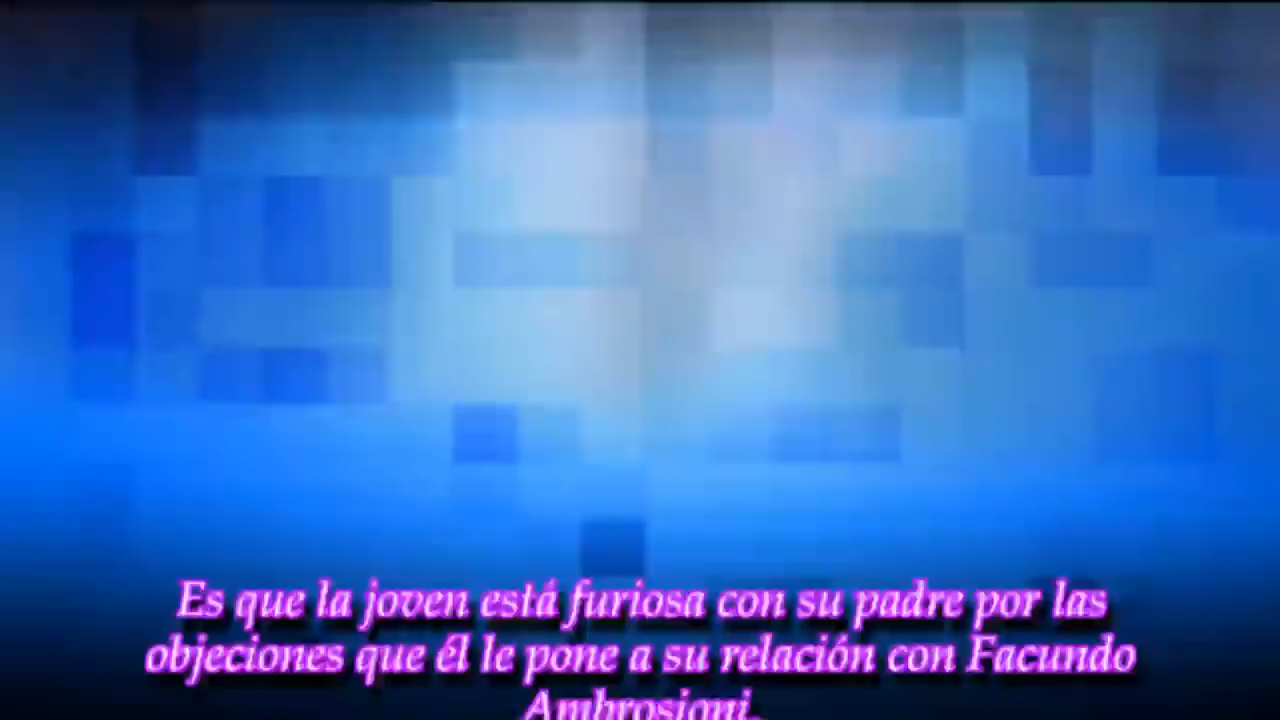 Es que la joven está furiosa con su padre por las
objeciones que él le pone a su relación con Facundo
Ambrosioni.